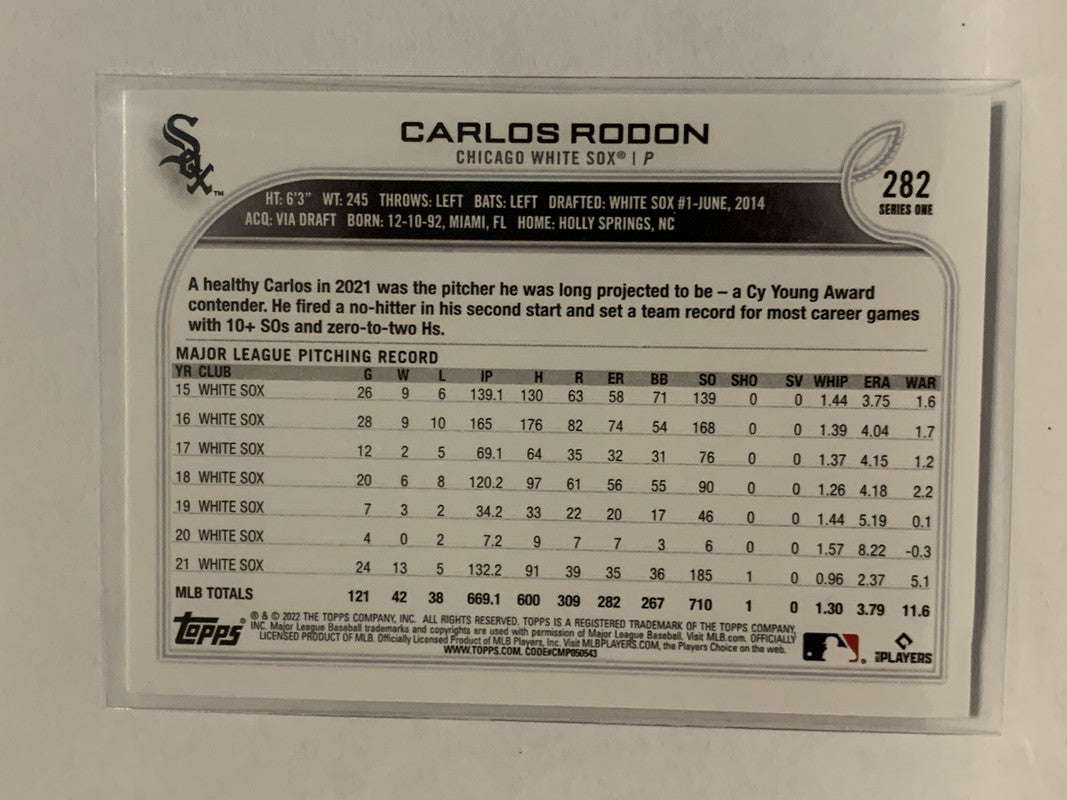 SOX™
CARLOS RODON
CHICAGO WHITE SOX® | P
282
SERIES ONE
HT: 6'3" WT: 245 THROWS: LEFT BATS: LEFT DRAFTED: WHITE SOX #1-JUNE, 2014
ACQ: VIA DRAFT BORN: 12-10-92, MIAMI, FL HOME: HOLLY SPRINGS, NC
A healthy Carlos in 2021 was the pitcher he was long projected to be – a Cy Young Award
contender. He fired a no-hitter in his second start and set a team record for most career games
with 10+ SOs and zero-to-two Hs.
MAJOR LEAGUE PITCHING RECORD
YR CLUB G W L IP H R ER BB SO SHO SV WHIP ERA WAR
15 WHITE SOX 26 9 6 139.1 130 63 58 71 139 0 0 1.44 3.75 1.6
16 WHITE SOX 28 9 10 165 176 82 74 54 168 0 0 1.39 4.04 1.7
17 WHITE SOX 12 2 5 69.1 64 35 32 31 76 0 0 1.37 4.15 1.2
18 WHITE SOX 20 6 8 120.2 97 61 56 55 90 0 0 1.26 4.18 2.2
19 WHITE SOX 7 3 2 34.2 33 22 20 17 46 0 0 1.44 5.19 0.1
20 WHITE SOX 4 0 2 7.2 9 7 7 3 6 0 0 1.57 8.22 -0.3
21 WHITE SOX 24 13 5 132.2 91 39 35 36 185 1 0 0.96 2.37 5.1
MLB TOTALS 121 42 38 669.1 600 309 282 267 710 1 0 1.30 3.79 11.6
Topps®
® & © 2022 THE TOPPS COMPANY, INC. ALL RIGHTS RESERVED. TOPPS IS A REGISTERED TRADEMARK OF THE TOPPS COMPANY,
INC. Major League Baseball trademarks and copyrights are used with permission of Major League Baseball. Visit MLB.com. OFFICIALLY
LICENSED PRODUCT OF MLB. Officially Licensed Product of MLB Players, Inc. Visit MLBPLAYERS.COM, the Players Choice on the web.
WWW.TOPPS.COM. CODE#CMP050543
PLAYERS